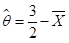 θ̂ = 3/2 − X̅